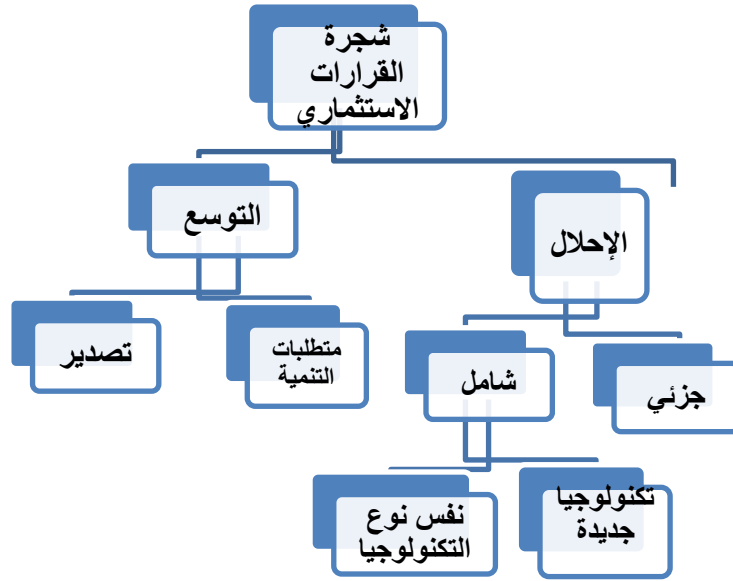 شجرة
القرارات
الاستثماري
الإحلال
التوسع
جزئي
شامل
متطلبات
التنمية
تصدير
تكنولوجيا
جديدة
نفس نوع
التكنولوجيا